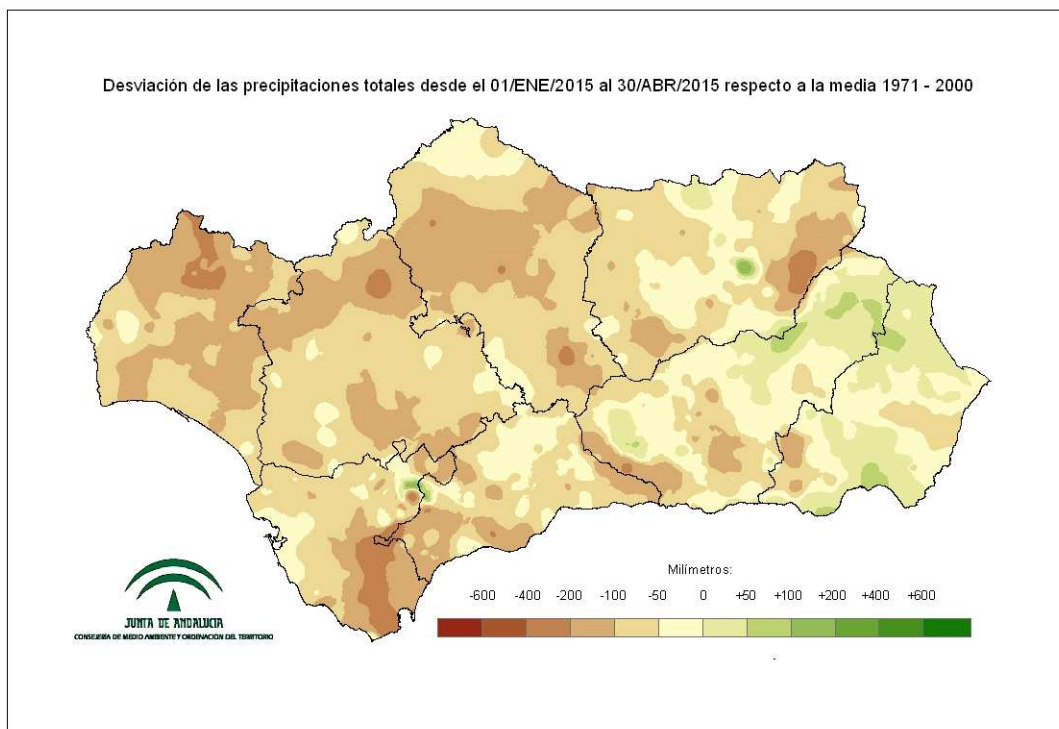 Desviación de las precipitaciones totales desde el 01/ENE/2015 al 30/ABR/2015 respecto a la media 1971 - 2000
Milímetros:
-600 -400 -200 -100 -50 0 +50 +100 +200 +400 +600
JUNTA DE ANDALUCIA
CONSEJERÍA DE MEDIO AMBIENTE Y ORDENACIÓN DEL TERRITORIO